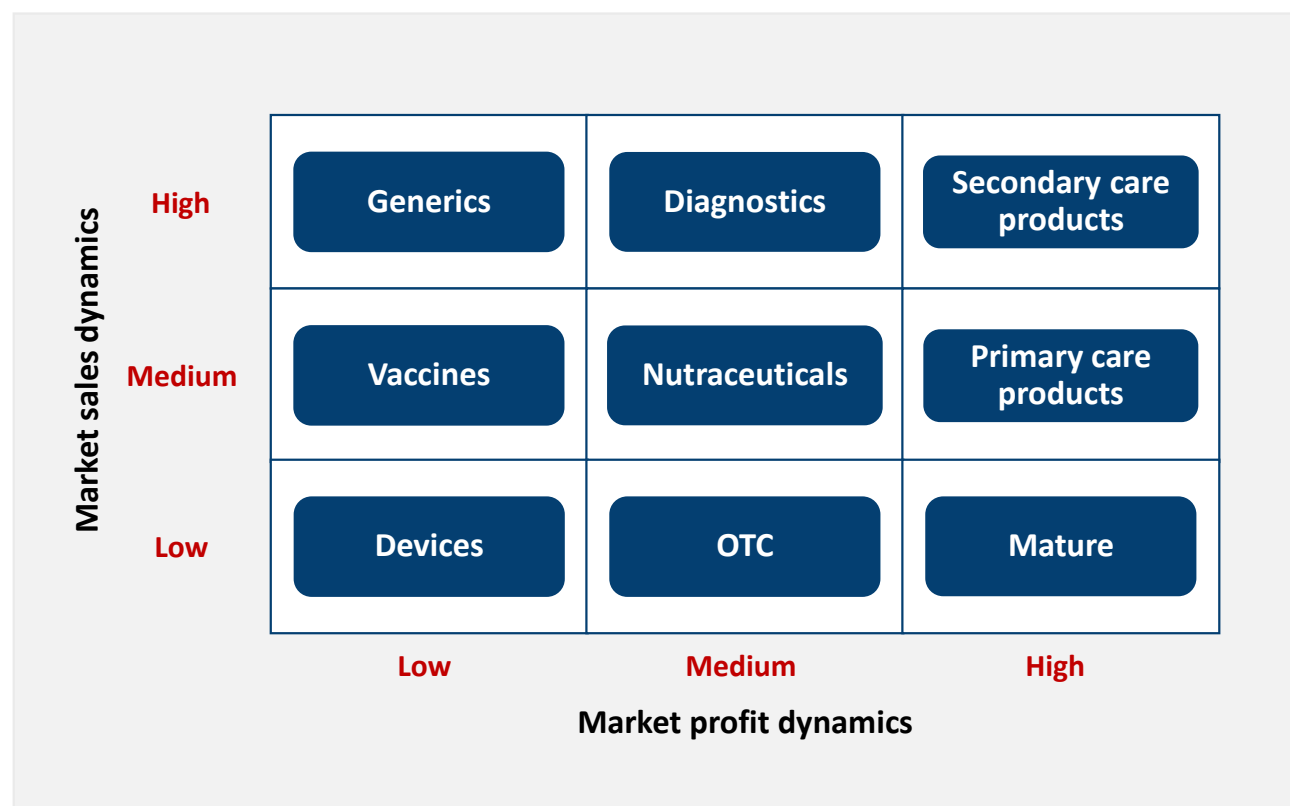 Market sales dynamics
High
Generics
Diagnostics
Secondary care
products
Medium
Vaccines
Nutraceuticals
Primary care
products
Low
Devices
OTC
Mature
Low
Medium
High
Market profit dynamics